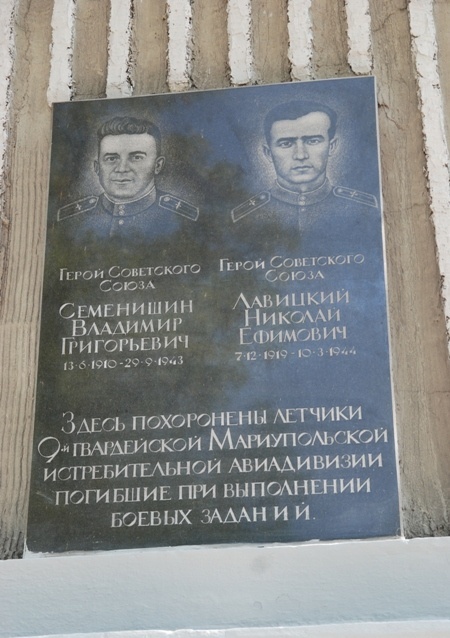 Герой Советского
Союза
Семенишин
Владимир
Григорьевич
13·6·1910-29·9·1943
Герой Советского
Союза
Лавицкий
Николай
Ефимович
7·12·1919-10·3·1944
Здесь похоронены летчики
9-й гвардейской Мариупольской
истребительной авиадивизии
погибшие при выполнении
боевых заданий.